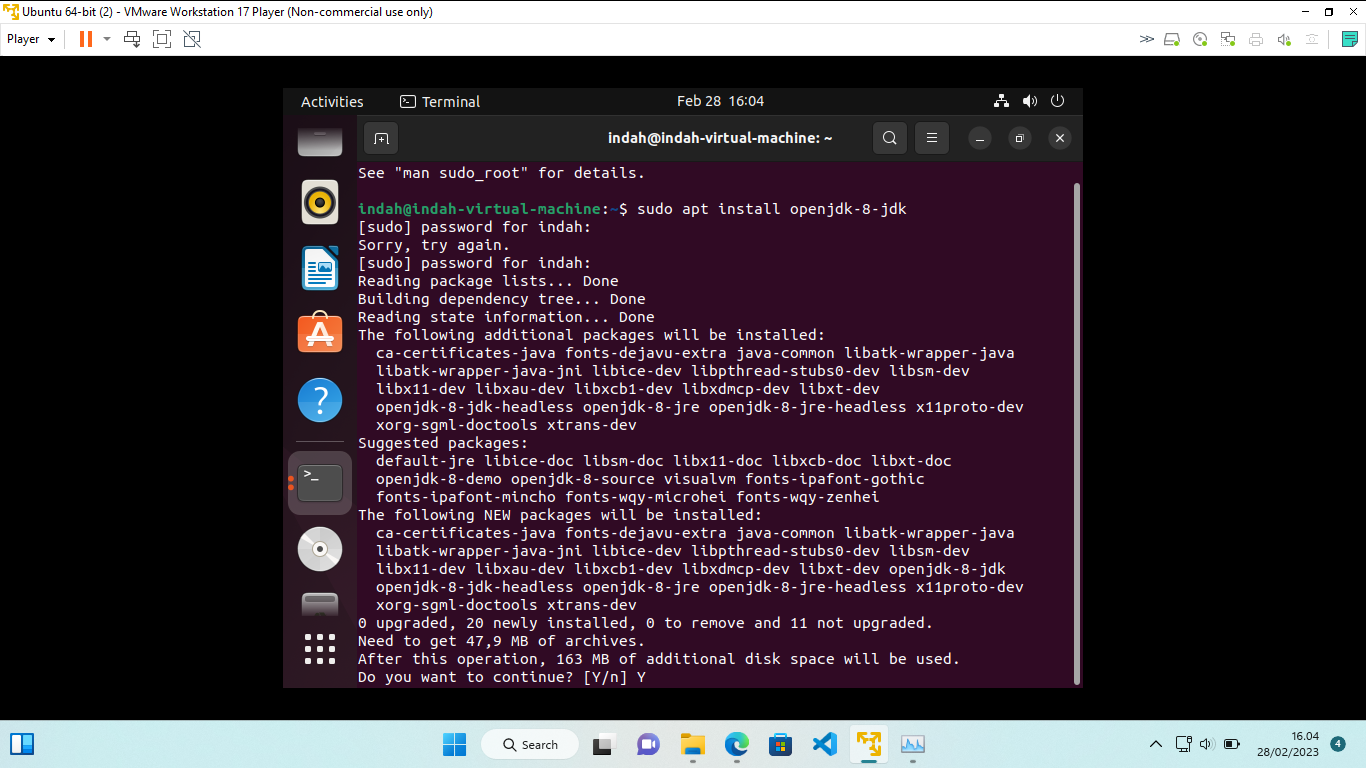 Ubuntu 64-bit (2) - VMware Workstation 17 Player (Non-commercial use only)
Player
Activities
Terminal
Feb 28 16:04
indah@indah-virtual-machine: ~
See "man sudo_root" for details.
indah@indah-virtual-machine:~$ sudo apt install openjdk-8-jdk
[sudo] password for indah:
Sorry, try again.
[sudo] password for indah:
Reading package lists... Done
Building dependency tree... Done
Reading state information... Done
The following additional packages will be installed:
ca-certificates-java fonts-dejavu-extra java-common libatk-wrapper-java
libatk-wrapper-java-jni libice-dev libpthread-stubs0-dev libsm-dev
libx11-dev libxau-dev libxcb1-dev libxdmcp-dev libxt-dev
openjdk-8-jdk-headless openjdk-8-jre openjdk-8-jre-headless x11proto-dev
xorg-sgml-doctools xtrans-dev
Suggested packages:
default-jre libice-doc libsm-doc libx11-doc libxcb-doc libxt-doc
openjdk-8-demo openjdk-8-source visualvm fonts-ipafont-gothic
fonts-ipafont-mincho fonts-wqy-microhei fonts-wqy-zenhei
The following NEW packages will be installed:
ca-certificates-java fonts-dejavu-extra java-common libatk-wrapper-java
libatk-wrapper-java-jni libice-dev libpthread-stubs0-dev libsm-dev
libx11-dev libxau-dev libxcb1-dev libxdmcp-dev libxt-dev openjdk-8-jdk
openjdk-8-jdk-headless openjdk-8-jre openjdk-8-jre-headless x11proto-dev
xorg-sgml-doctools xtrans-dev
0 upgraded, 20 newly installed, 0 to remove and 11 not upgraded.
Need to get 47,9 MB of archives.
After this operation, 163 MB of additional disk space will be used.
Do you want to continue? [Y/n] Y
Search
16.04
28/02/2023
4